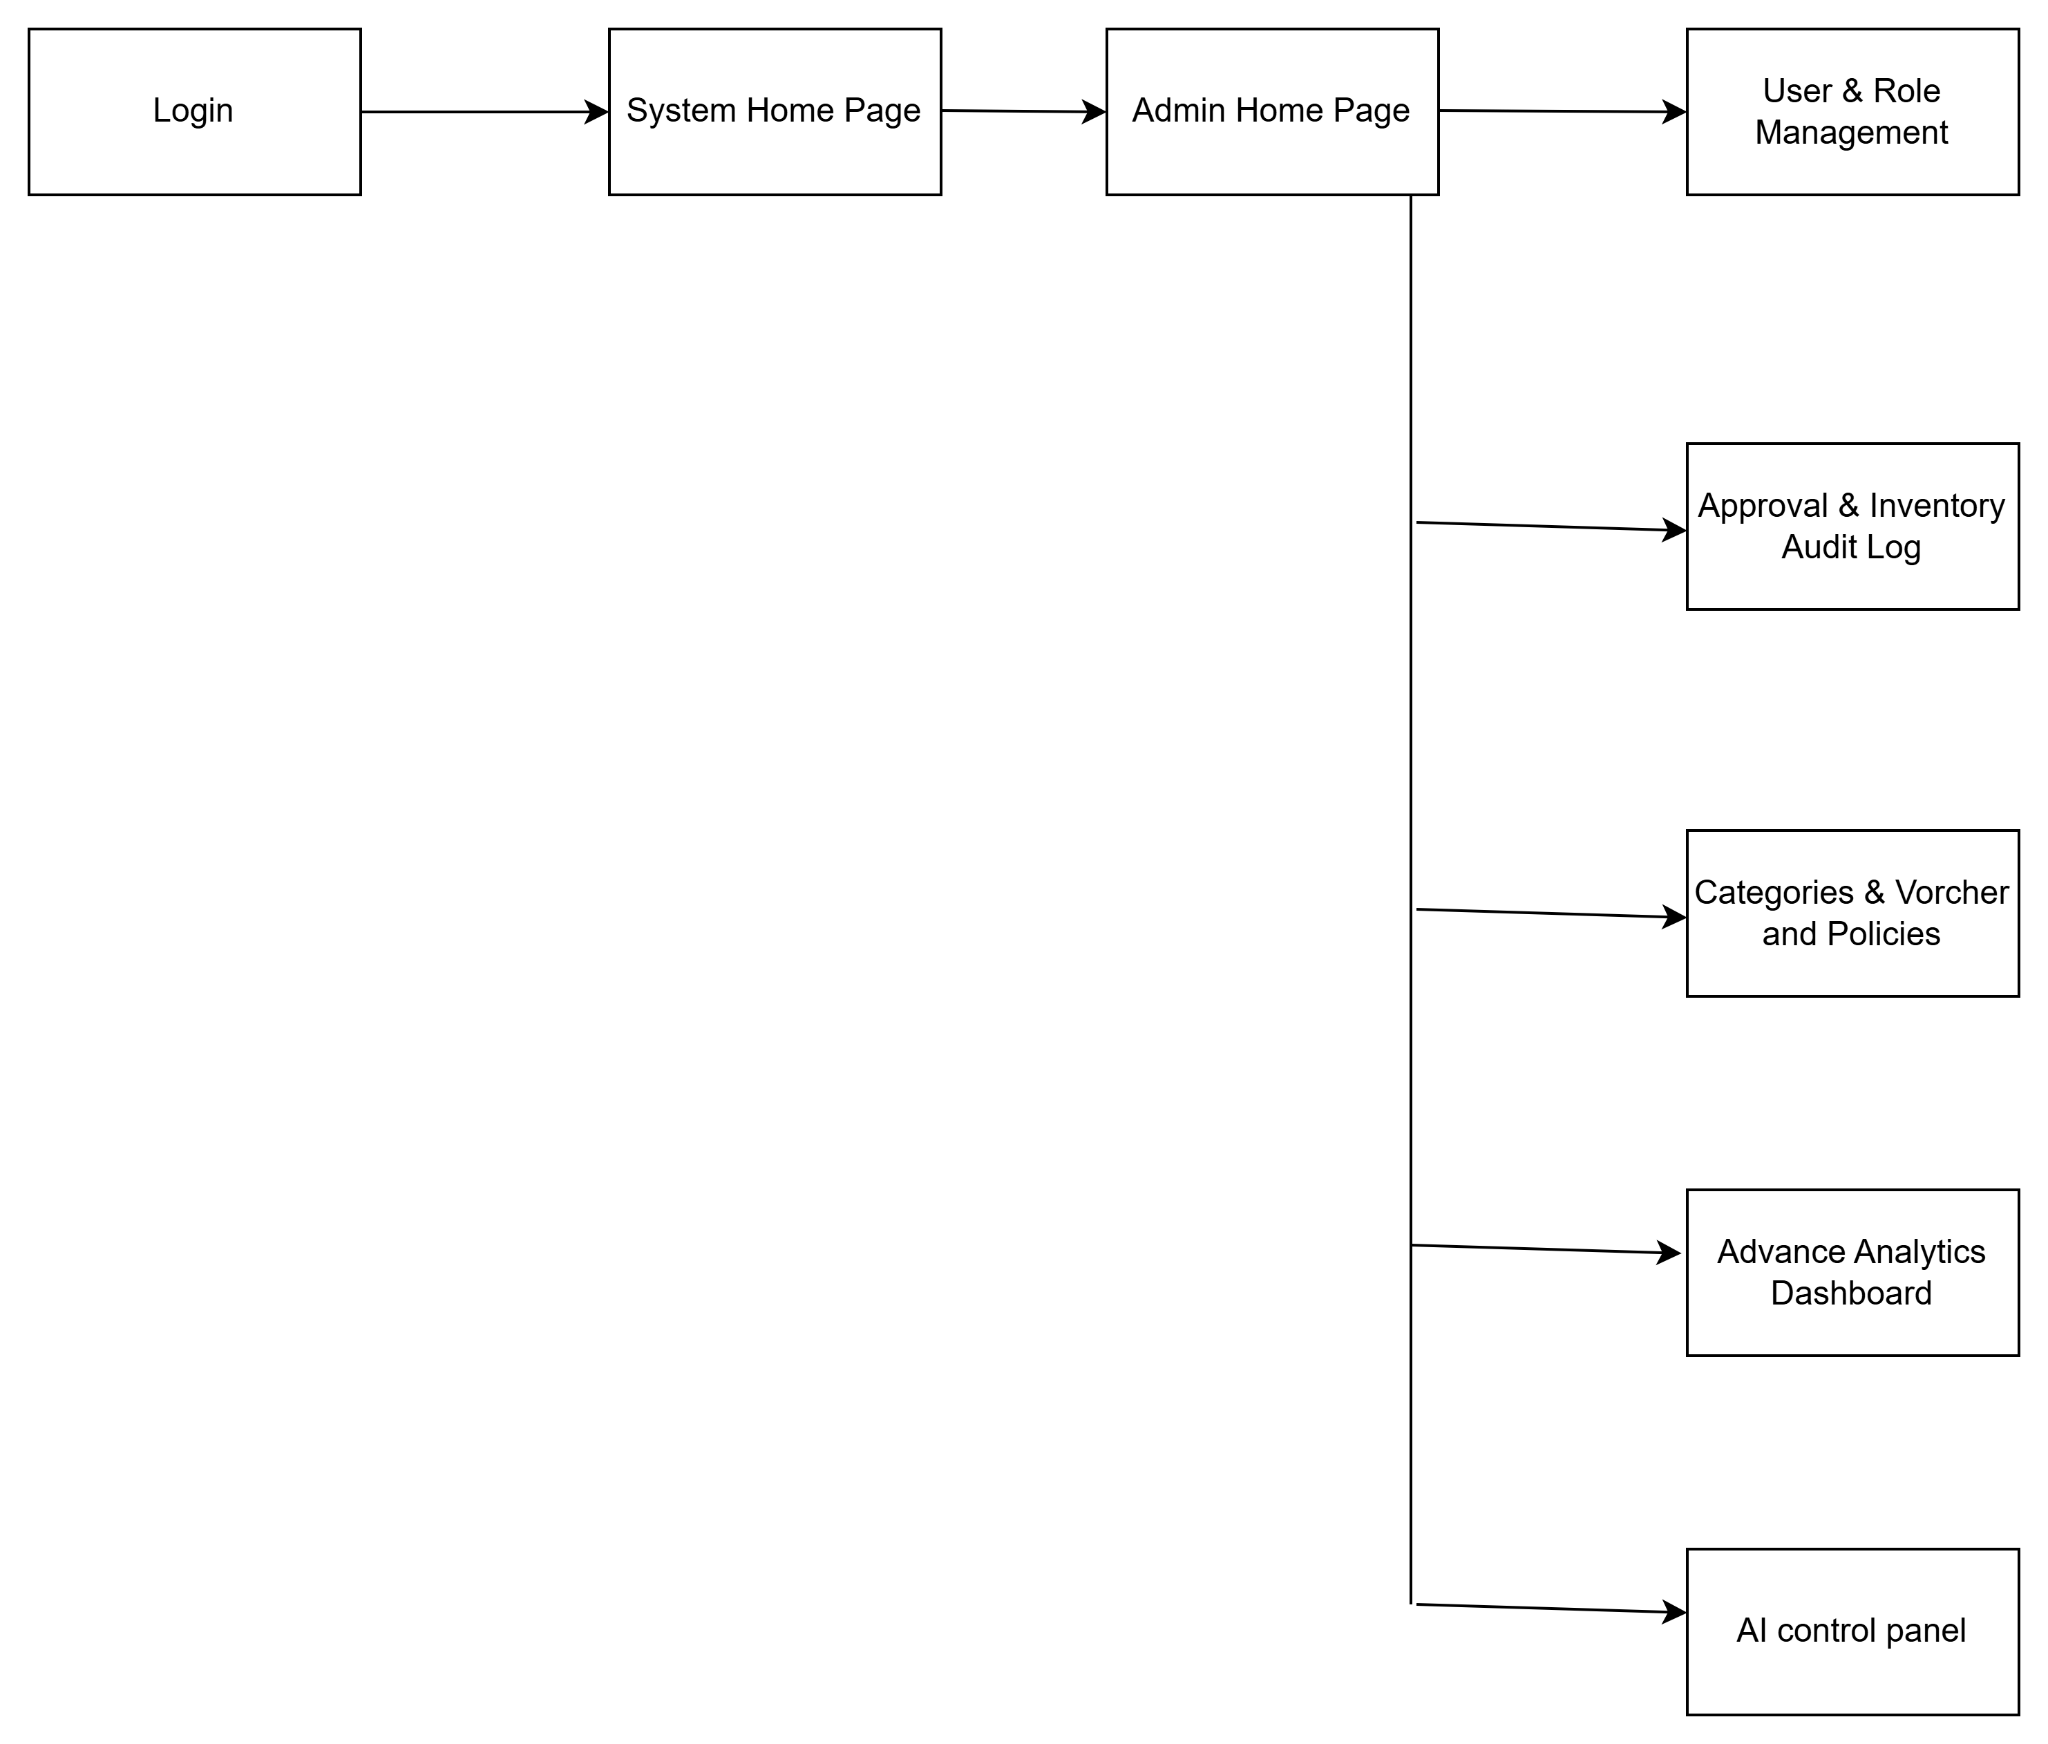 Login
System Home Page
Admin Home Page
User & Role
Management
Approval & Inventory
Audit Log
Categories & Vorcher
and Policies
Advance Analytics
Dashboard
AI control panel